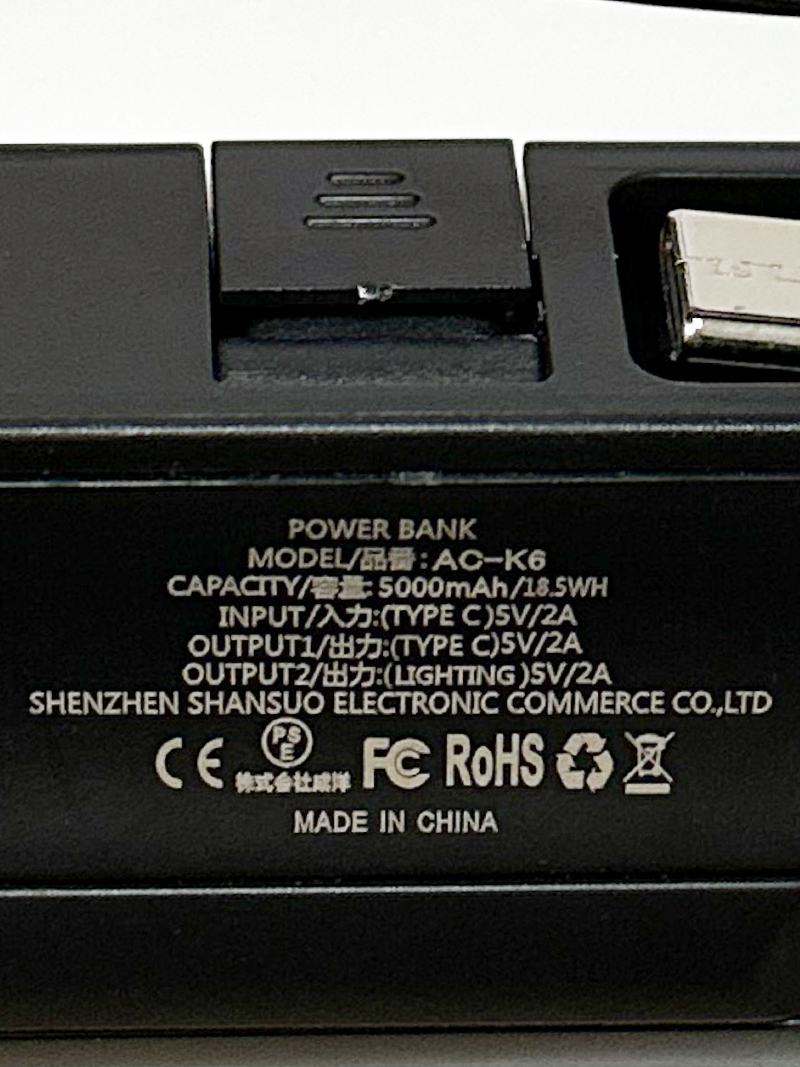 POWER BANK
MODEL/品番:AC-K6
CAPACITY/容量:5000mAh/18.5WH
INPUT/入力:(TYPE C)5V/2A
OUTPUT1/出力:(TYPE C)5V/2A
OUTPUT2/出力:(LIGHTING )5V/2A
SHENZHEN SHANSUO ELECTRONIC COMMERCE CO.,LTD
CE PSE FC RoHS
株式会社成洋
MADE IN CHINA